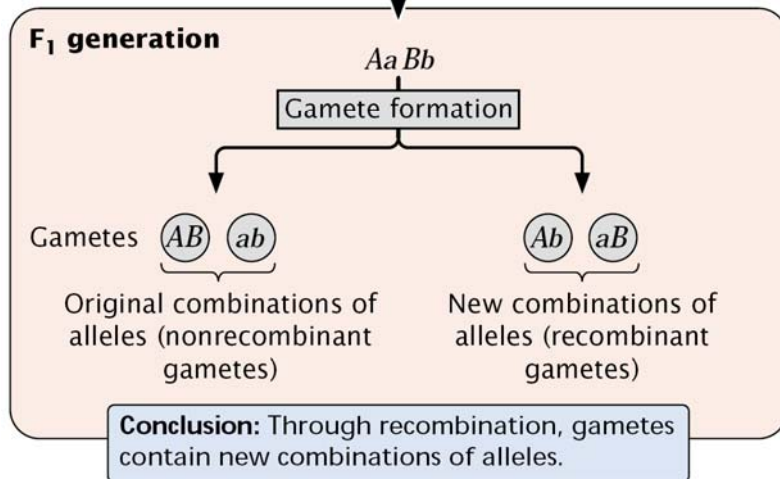 F₁ generation
Aa Bb
Gamete formation
Gametes AB ab Ab aB
Original combinations of
alleles (nonrecombinant
gametes)
New combinations of
alleles (recombinant
gametes)
Conclusion: Through recombination, gametes
contain new combinations of alleles.